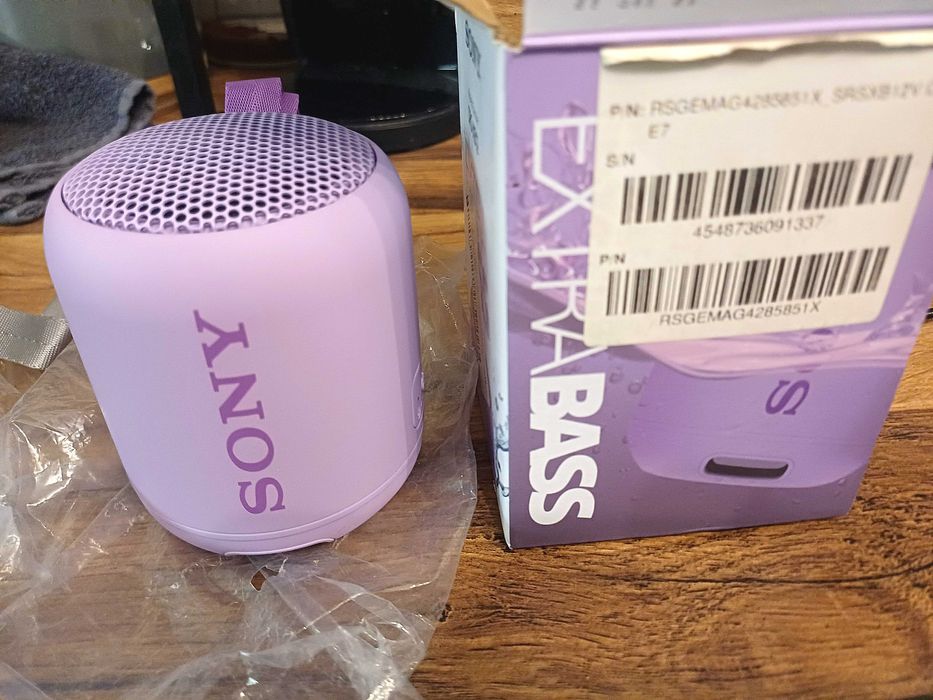 SONY
EXTRA BASS
P/N: RSGEMAG4285851X_SRSXB12V.C
E7
S/N
4548736091337
P/N
RSGEMAG4285851X
S